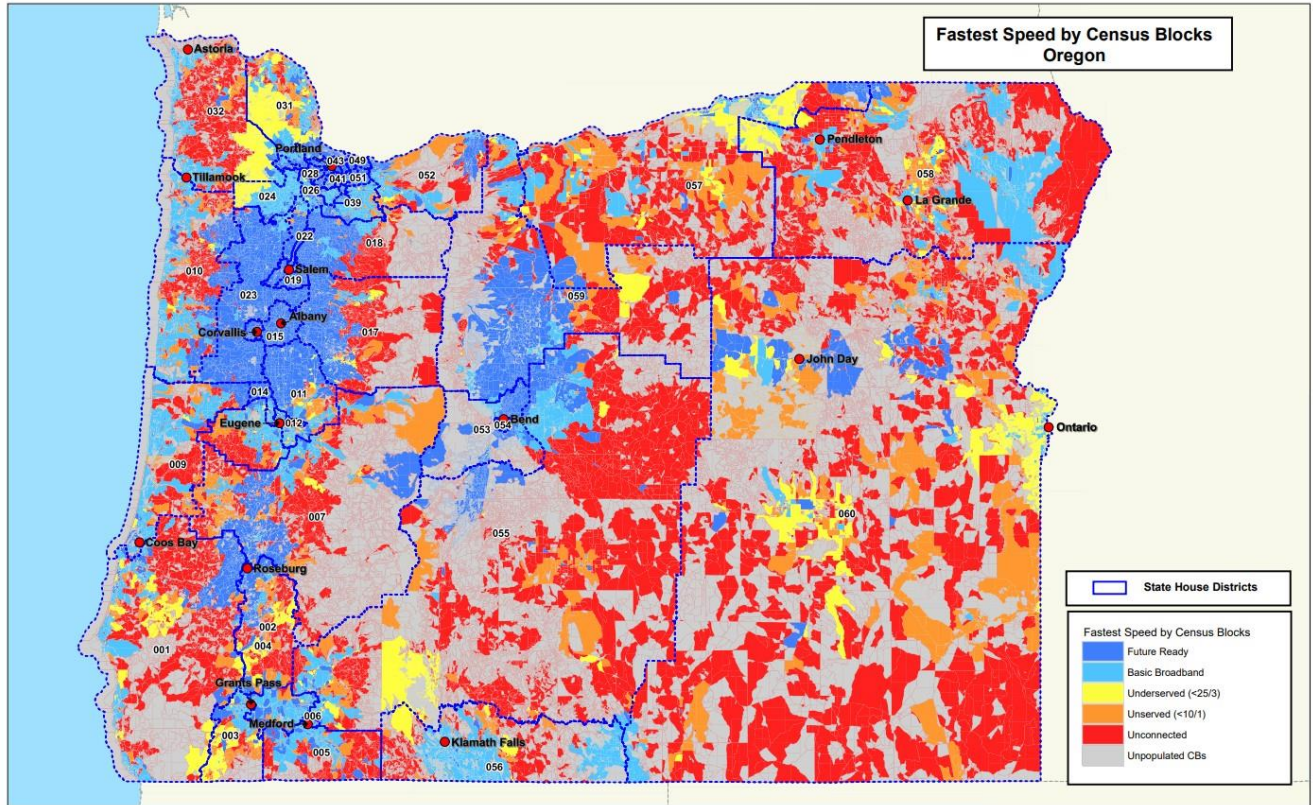 Fastest Speed by Census Blocks
Oregon
Astoria
032
031
Portland
043
049
028
041
051
026
052
Tillamook
024
039
Pendleton
057
058
La Grande
022
018
010
Salem
019
023
059
Albany
Corvallis
015
017
John Day
014
011
Eugene
012
053
054
Bend
Ontario
009
007
055
060
Coos Bay
Roseburg
002
001
004
Grants Pass
Medford
006
003
005
Klamath Falls
056
State House Districts
Fastest Speed by Census Blocks
Future Ready
Basic Broadband
Underserved (<25/3)
Unserved (<10/1)
Unconnected
Unpopulated CBs